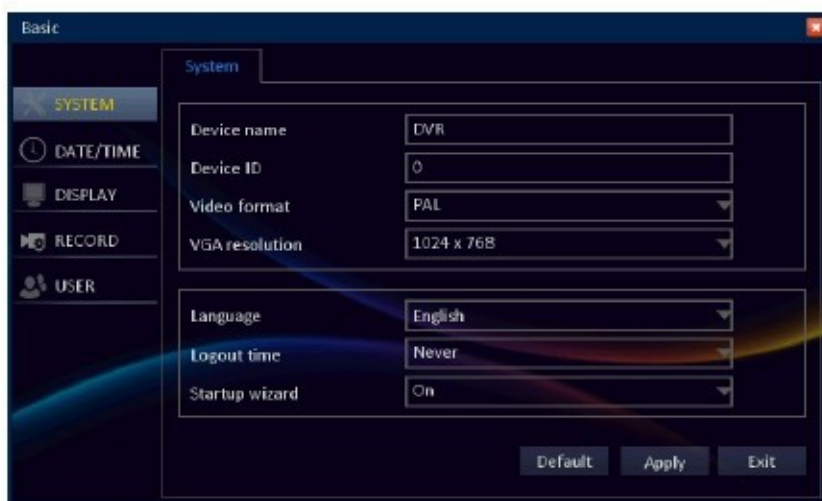 Basic
System
SYSTEM
DATE/TIME
DISPLAY
RECORD
USER
Device name DVR
Device ID 0
Video format PAL
VGA resolution 1024 x 768
Language English
Logout time Never
Startup wizard On
Default Apply Exit